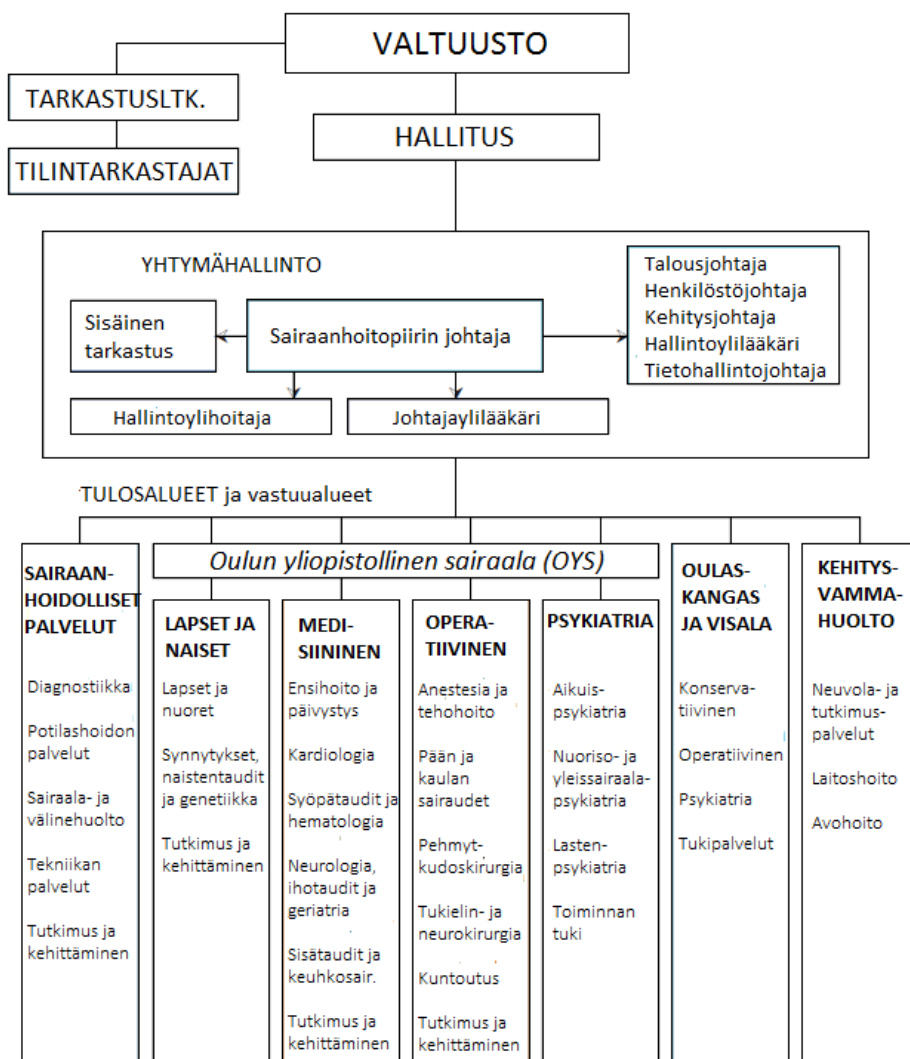 VALTUUSTO
TARKASTUSLTK.
TILINTARKASTAJAT
HALLITUS
YHTYMÄHALLINTO
Sisäinen
tarkastus
Sairaanhoitopiirin johtaja
Talousjohtaja
Henkilöstöjohtaja
Kehitysjohtaja
Hallintoylilääkäri
Tietohallintojohtaja
Hallintoylihoitaja
Johtajaylilääkäri
TULOSALUEET ja vastuualueet
SAIRAAN-
HOIDOLLISET
PALVELUT
Diagnostiikka
Potilashoidon
palvelut
Sairaala- ja
välinehuolto
Tekniikan
palvelut
Tutkimus ja
kehittäminen
Oulun yliopistollinen sairaala (OYS)
LAPSET JA
NAISET
Lapset ja
nuoret
Synnytykset,
naistentaudit
ja genetiikka
Tutkimus ja
kehittäminen
MEDI-
SIININEN
Ensihoito ja
päivystys
Kardiologia
Syöpätaudit ja
hematologia
Neurologia,
ihotaudit ja
geriatria
Sisätaudit ja
keuhkosair.
Tutkimus ja
kehittäminen
OPERA-
TIIVINEN
Anestesia ja
tehohoito
Pään ja
kaulan
sairaudet
Pehmyt-
kudoskirurgia
Tukielin- ja
neurokirurgia
Kuntoutus
Tutkimus ja
kehittäminen
PSYKIATRIA
Aikuis-
psykiatria
Nuoriso- ja
yleissairaala-
psykiatria
Lasten-
psykiatria
Toiminnan
tuki
OULAS-
KANGAS
JA VISALA
Konserva-
tiivinen
Operatiivinen
Psykiatria
Tukipalvelut
KEHITYS-
VAMMA-
HUOLTO
Neuvola- ja
tutkimus-
palvelut
Laitoshoito
Avohoito